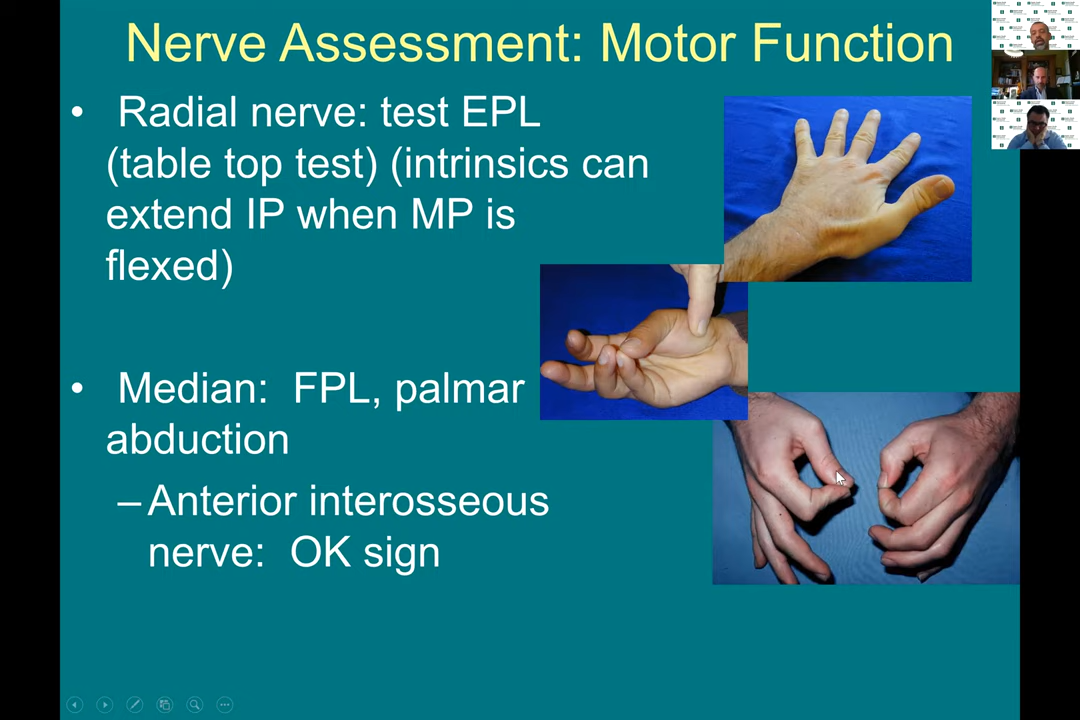 Nerve Assessment: Motor Function
• Radial nerve: test EPL
(table top test) (intrinsics can
extend IP when MP is
flexed)
• Median: FPL, palmar
abduction
– Anterior interosseous
nerve: OK sign